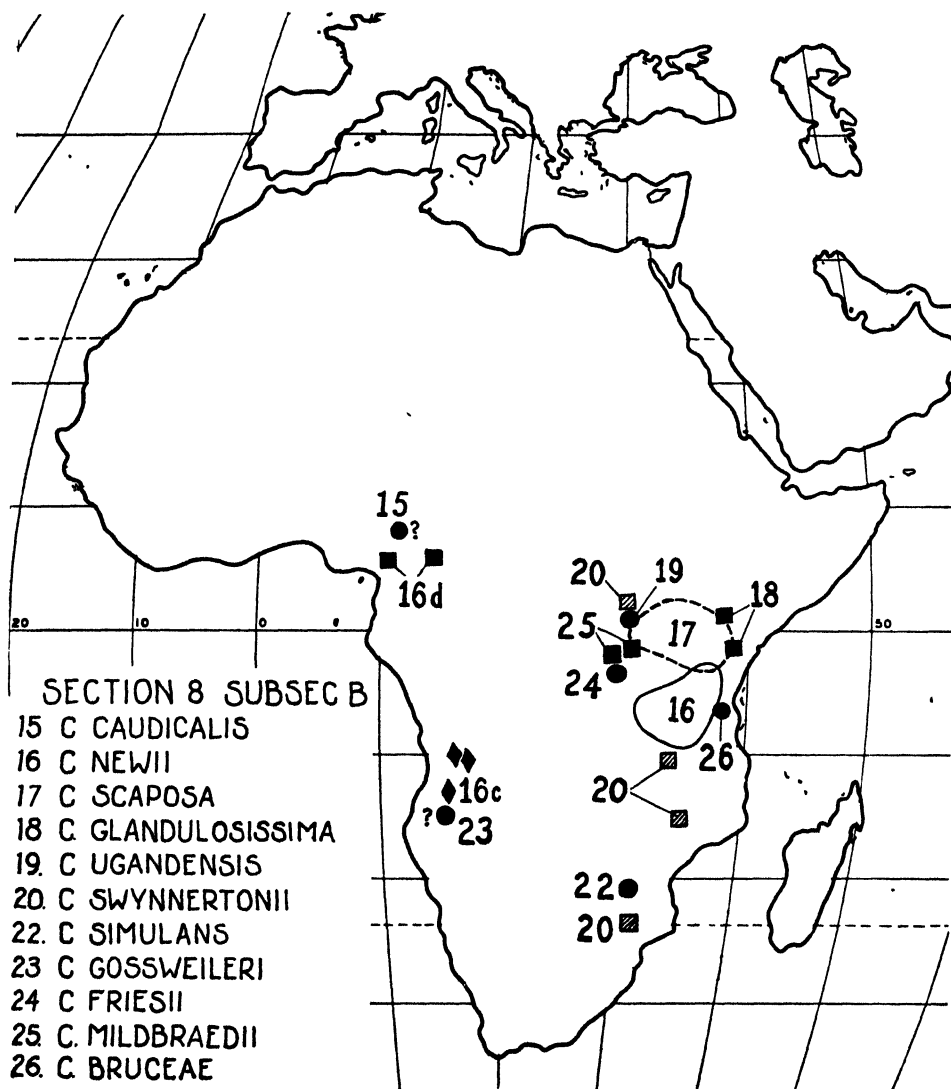 15
?
16d
20
19
18
17
25
24
16
26
20
16c
?
23
22
20
20
10
0
50
SECTION 8 SUBSEC B
15 C CAUDICALIS
16 C NEWII
17 C SCAPOSA
18 C. GLANDULOSISSIMA
19. C UGANDENSIS
20. C SWYNNERTONII
22. C SIMULANS
23 C GOSSWEILERI
24 C FRIESII
25. C. MILDBRAEDII
26. C. BRUCEAE